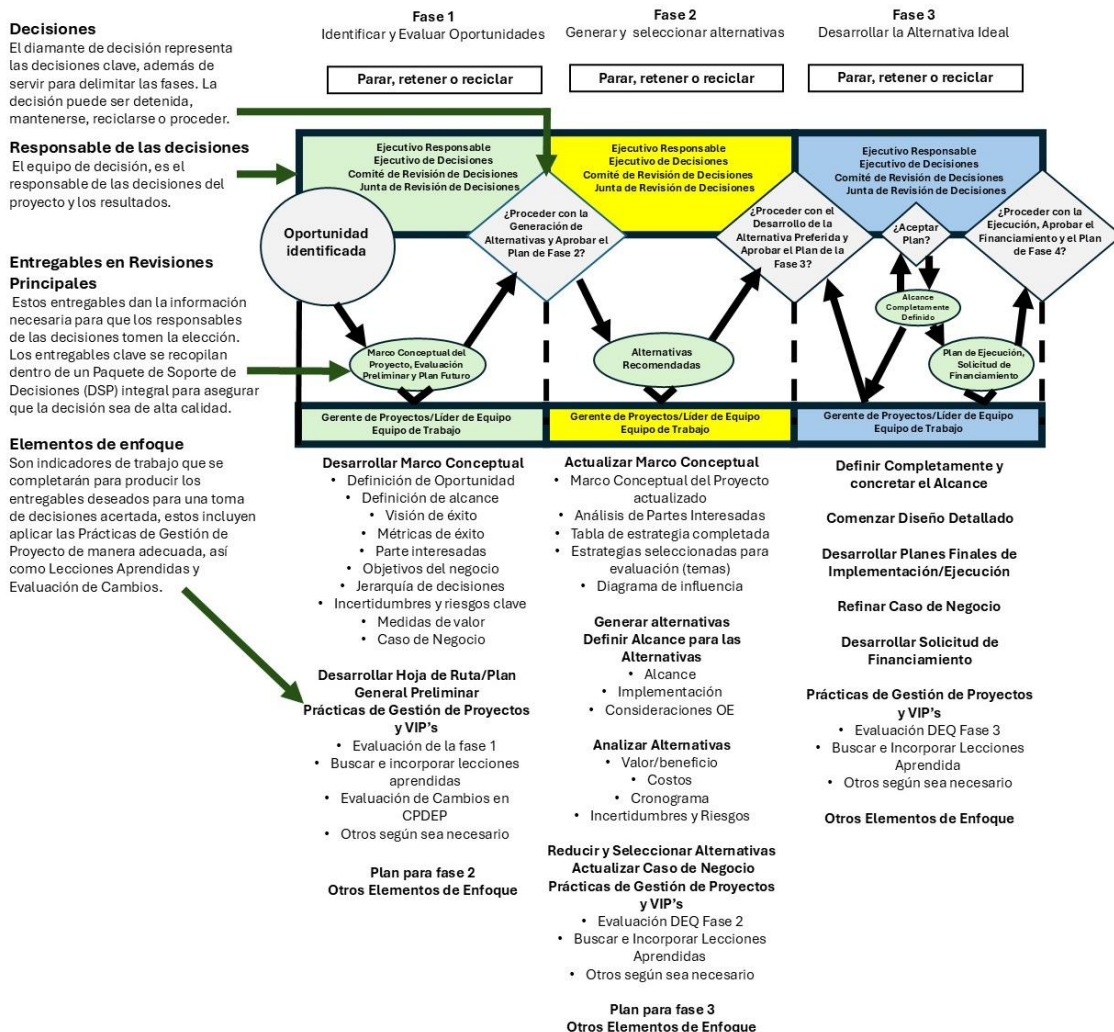 Decisiones
El diamante de decisión representa
las decisiones clave, además de
servir para delimitar las fases. La
decisión puede ser detenida,
mantenerse, reciclarse o proceder.
Responsable de las decisiones
El equipo de decisión, es el
responsable de las decisiones del
proyecto y los resultados.
Entregables en Revisiones
Principales
Estos entregables dan la información
necesaria para que los responsables
de las decisiones tomen la elección.
Los entregables clave se recopilan
dentro de un Paquete de Soporte de
Decisiones (DSP) integral para asegurar
que la decisión sea de alta calidad.
Elementos de enfoque
Son indicadores de trabajo que se
completarán para producir los
entregables deseados para una toma
de decisiones acertada, estos incluyen
aplicar las Prácticas de Gestión de
Proyecto de manera adecuada, así
como Lecciones Aprendidas y
Evaluación de Cambios.
Fase 1
Identificar y Evaluar Oportunidades
Parar, retener o reciclar
Ejecutivo Responsable
Ejecutivo de Decisiones
Comité de Revisión de Decisiones
Junta de Revisión de Decisiones
Oportunidad
identificada
¿Proceder con la
Generación de
Alternativas y Aprobar el
Plan de Fase 2?
Marco Conceptual del
Proyecto, Evaluación
Preliminar y Plan Futuro
Gerente de Proyectos/Líder de Equipo
Equipo de Trabajo
Desarrollar Marco Conceptual
• Definición de Oportunidad
• Definición de alcance
• Visión de éxito
• Métricas de éxito
• Parte interesadas
• Objetivos del negocio
• Jerarquía de decisiones
• Incertidumbres y riesgos clave
• Medidas de valor
• Caso de Negocio
Desarrollar Hoja de Ruta/Plan
General Preliminar
Prácticas de Gestión de Proyectos
y VIP's
• Evaluación de la fase 1
• Buscar e incorporar lecciones
aprendidas
• Evaluación de Cambios en
CPDEP
• Otros según sea necesario
Plan para fase 2
Otros Elementos de Enfoque
Fase 2
Generar y seleccionar alternativas
Parar, retener o reciclar
Ejecutivo Responsable
Ejecutivo de Decisiones
Comité de Revisión de Decisiones
Junta de Revisión de Decisiones
¿Proceder con el
Desarrollo de la
Alternativa Preferida y
Aprobar el Plan de la
Fase 3?
Alternativas
Recomendadas
Gerente de Proyectos/Líder de Equipo
Equipo de Trabajo
Actualizar Marco Conceptual
• Marco Conceptual del Proyecto
actualizado
• Análisis de Partes Interesadas
• Tabla de estrategia completada
• Estrategias seleccionadas para
evaluación (temas)
• Diagrama de influencia
Generar alternativas
Definir Alcance para las
Alternativas
• Alcance
• Implementación
• Consideraciones OE
Analizar Alternativas
• Valor/beneficio
• Costos
• Cronograma
• Incertidumbres y Riesgos
Reducir y Seleccionar Alternativas
Actualizar Caso de Negocio
Prácticas de Gestión de Proyectos
y VIP's
• Evaluación DEQ Fase 2
• Buscar e Incorporar Lecciones
Aprendidas
• Otros según sea necesario
Plan para fase 3
Otros Elementos de Enfoque
Fase 3
Desarrollar la Alternativa Ideal
Parar, retener o reciclar
Ejecutivo Responsable
Ejecutivo de Decisiones
Comité de Revisión de Decisiones
Junta de Revisión de Decisiones
¿Aceptar
Plan?
¿Proceder con la
Ejecución, Aprobar el
Financiamiento y el Plan
de Fase 4?
Alcance
Completamente
Definido
Plan de Ejecución,
Solicitud de
Financiamiento
Gerente de Proyectos/Líder de Equipo
Equipo de Trabajo
Definir Completamente y
concretar el Alcance
Comenzar Diseño Detallado
Desarrollar Planes Finales de
Implementación/Ejecución
Refinar Caso de Negocio
Desarrollar Solicitud de
Financiamiento
Prácticas de Gestión de Proyectos
y VIP's
• Evaluación DEQ Fase 3
• Buscar e Incorporar Lecciones
Aprendida
• Otros según sea necesario
Otros Elementos de Enfoque